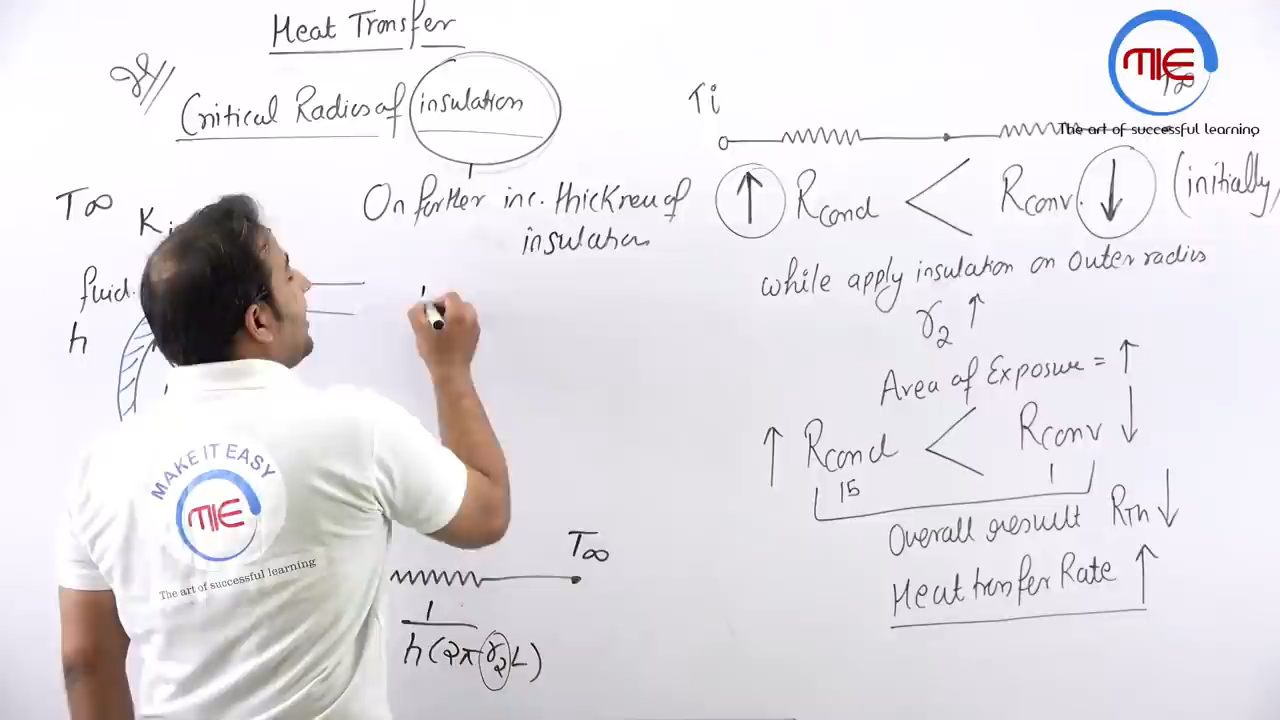 Heat Transfer
Critical Radius of insulation
T∞
fluid.
h
On further inc. thickness of
insulation
Ti
T∞
↑ Rcond < Rconv. ↓ (initially)
while apply insulation on outer radius
r2 ↑
Area of Exposure = ↑
↑ Rcond < Rconv ↓
15 1
Overall result RTh ↓
Heat transfer Rate ↑
T∞
1
h(2πr2L)
MIE
The art of successful learning
MAKE IT EASY
MIE
The art of successful learning